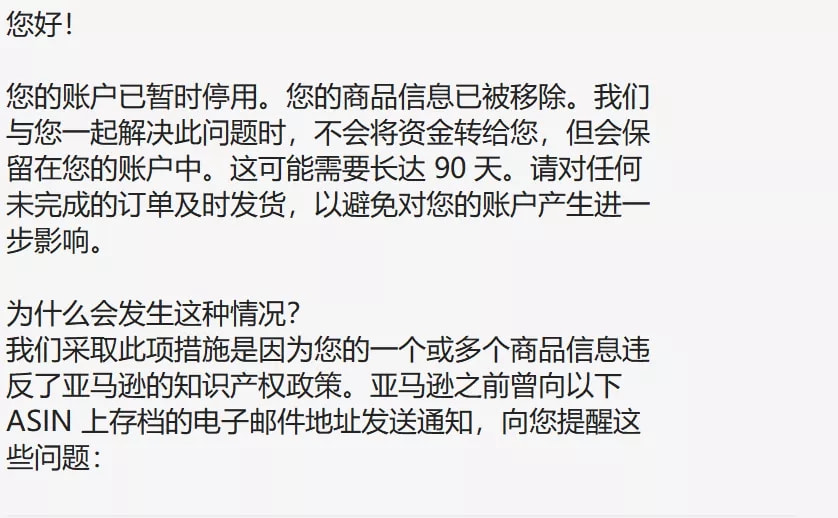 您好！
您的账户已暂时停用。您的商品信息已被移除。我们
与您一起解决此问题时，不会将资金转给您，但会保
留在您的账户中。这可能需要长达 90 天。请对任何
未完成的订单及时发货，以避免对您的账户产生进一
步影响。
为什么会发生这种情况？
我们采取此项措施是因为您的一个或多个商品信息违
反了亚马逊的知识产权政策。亚马逊之前曾向以下
ASIN 上存档的电子邮件地址发送通知，向您提醒这
些问题：